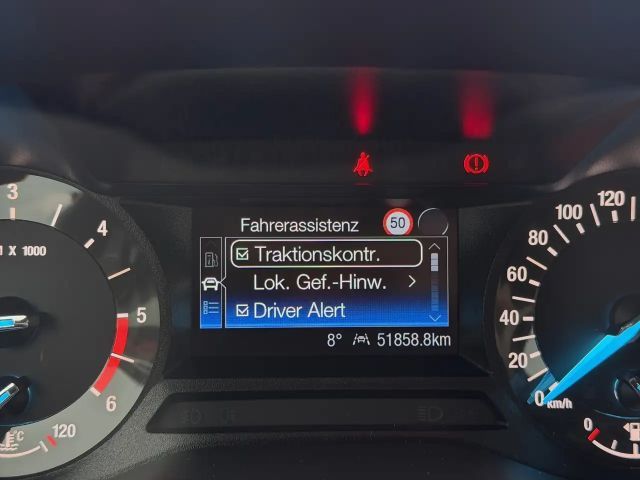 Fahrerassistenz 50
Traktionskontr.
Lok. Gef.-Hinw.
Driver Alert
8° 51858.8km
3
4
5
6
1 X 1000
°C
120
0
20
40
60
80
100
120
km/h
0